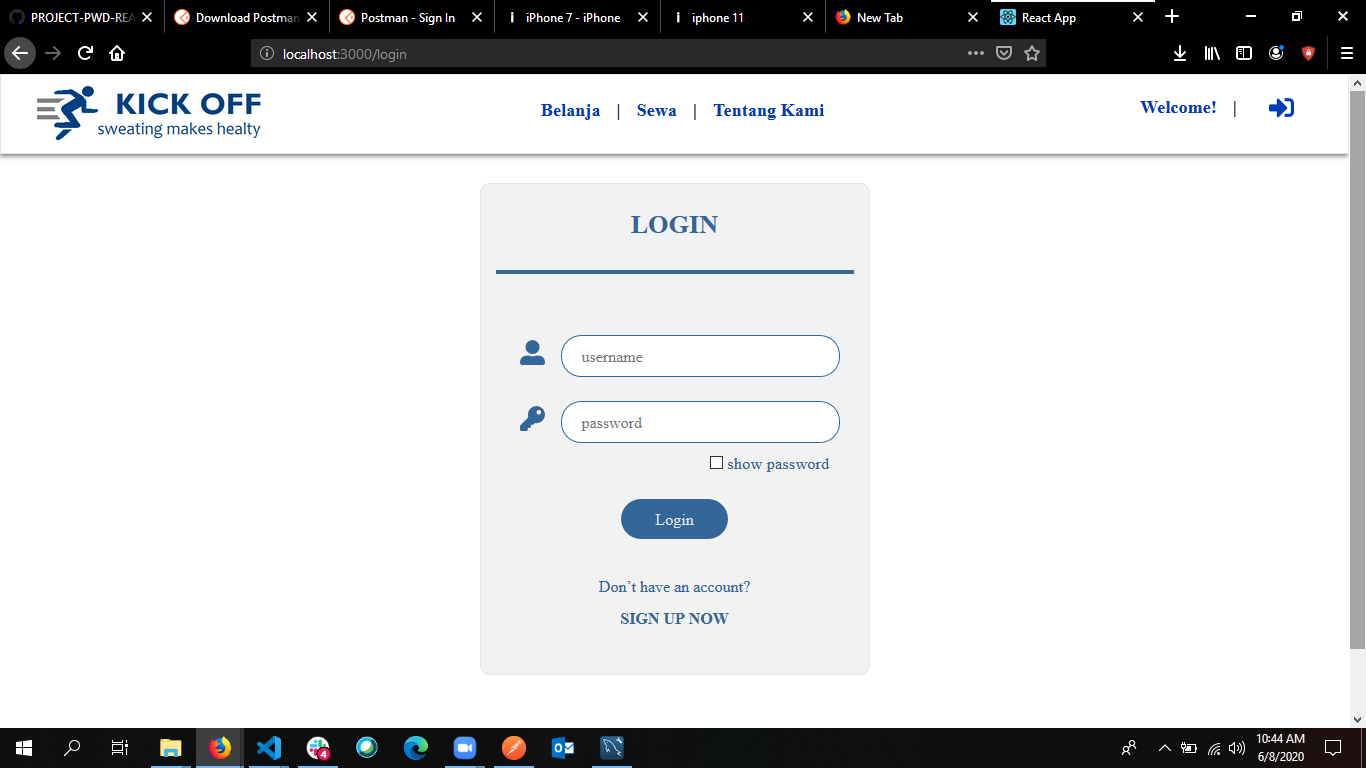 PROJECT-PWD-REA
Download Postman
Postman - Sign In
iPhone 7 - iPhone
iphone 11
New Tab
React App
localhost:3000/login
KICK OFF
sweating makes healty
Belanja | Sewa | Tentang Kami
Welcome! |
LOGIN
username
password
show password
Login
Don't have an account?
SIGN UP NOW
4
10:44 AM
6/8/2020